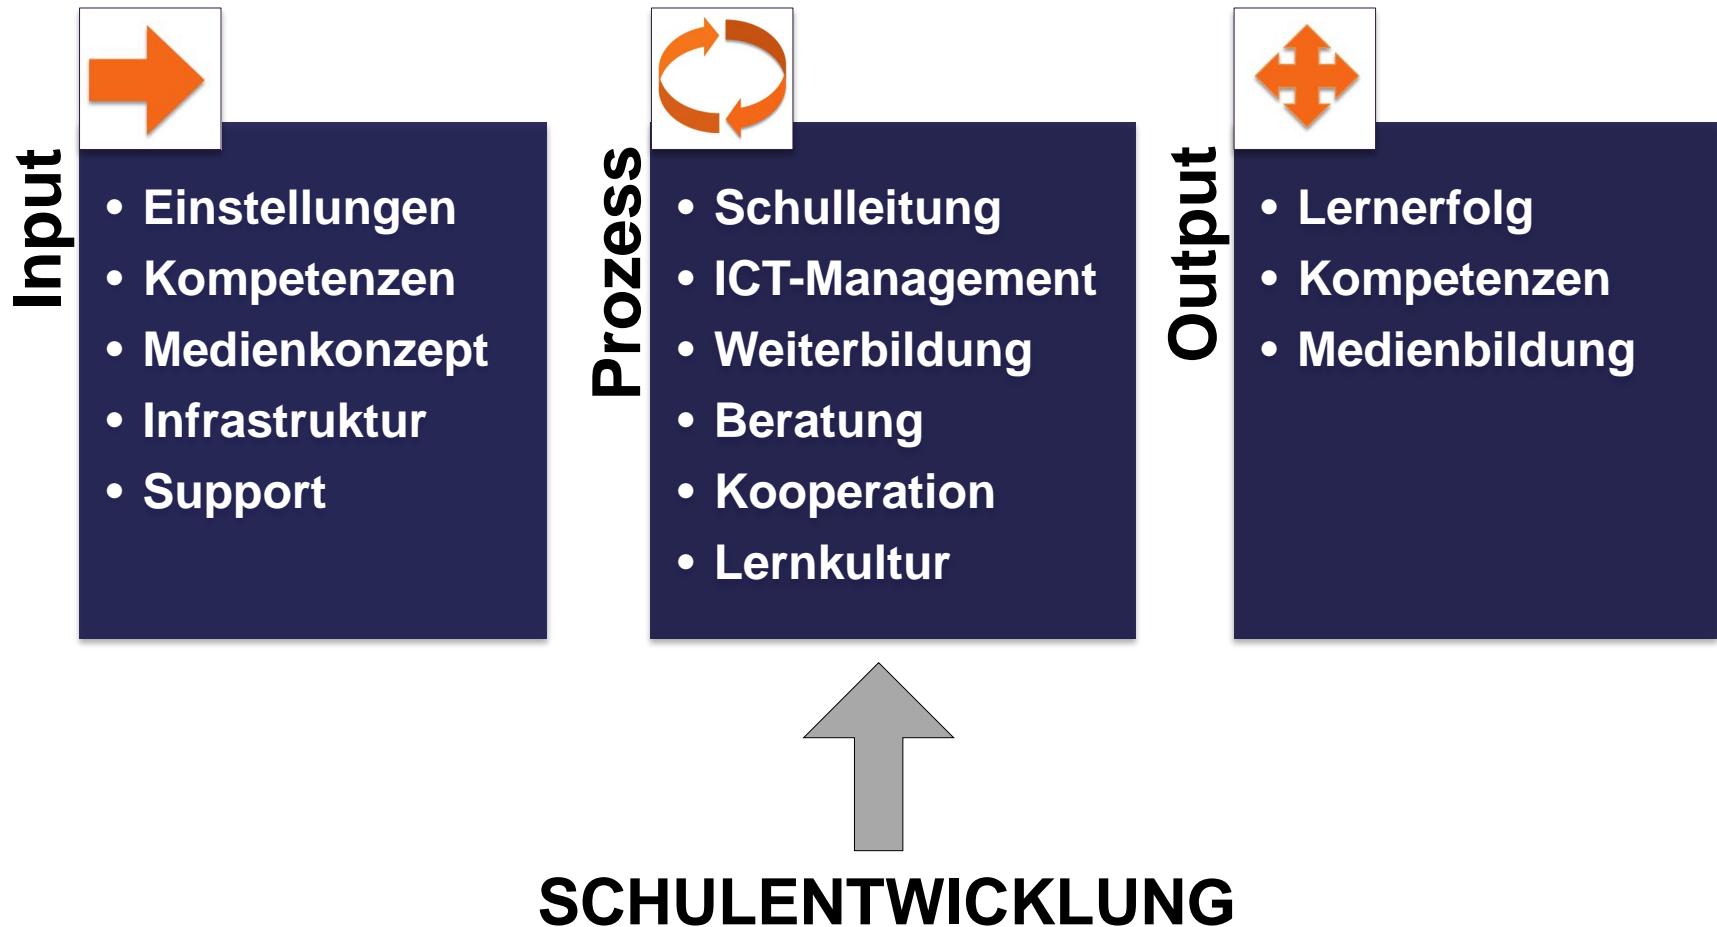 Input
• Einstellungen
• Kompetenzen
• Medienkonzept
• Infrastruktur
• Support
Prozess
• Schulleitung
• ICT-Management
• Weiterbildung
• Beratung
• Kooperation
• Lernkultur
Output
• Lernerfolg
• Kompetenzen
• Medienbildung
SCHULENTWICKLUNG